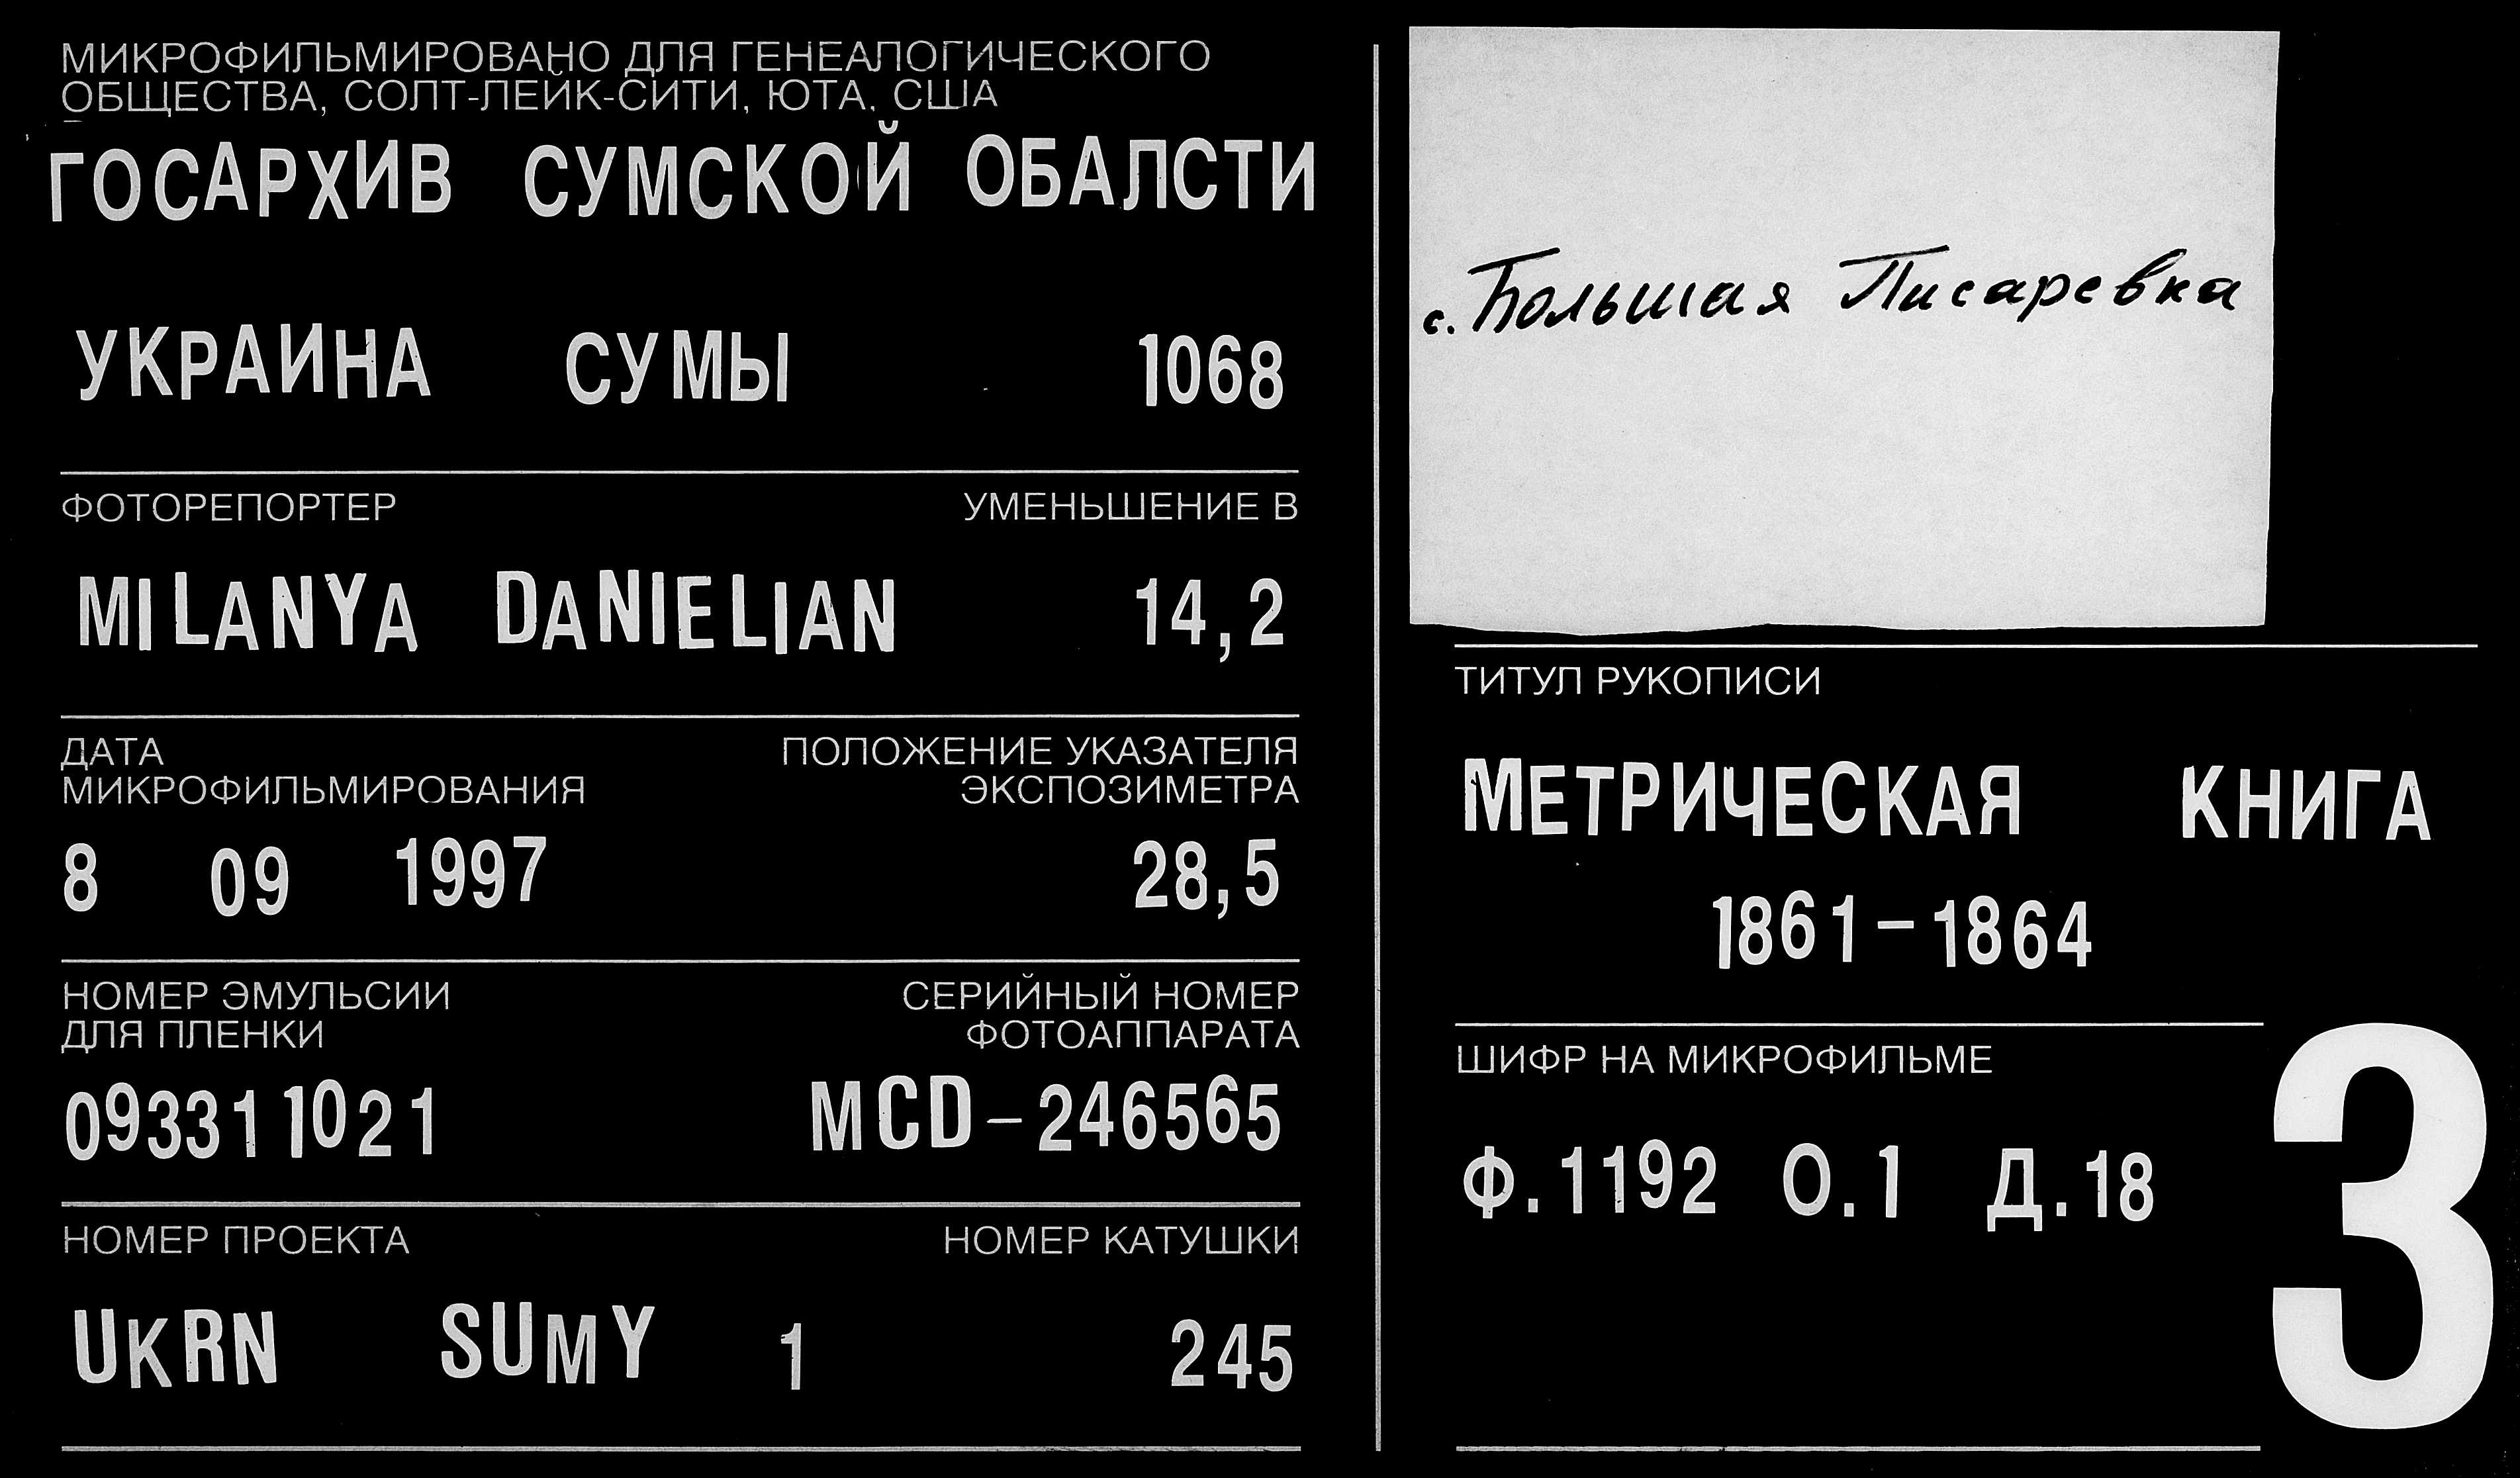 МИКРОФИЛЬМИРОВАНО ДЛЯ ГЕНЕАЛОГИЧЕСКОГО
ОБЩЕСТВА, СОЛТ-ЛЕЙК-СИТИ, ЮТА, США
ГОСАРХИВ СУМСКОЙ ОБАЛСТИ
УКРАИНА СУМЫ 1068
ФОТОРЕПОРТЕР УМЕНЬШЕНИЕ В
MILANYA DANIELIAN 14,2
ДАТА ПОЛОЖЕНИЕ УКАЗАТЕЛЯ
МИКРОФИЛЬМИРОВАНИЯ ЭКСПОЗИМЕТРА
8 09 1997 28,5
НОМЕР ЭМУЛЬСИИ СЕРИЙНЫЙ НОМЕР
ДЛЯ ПЛЕНКИ ФОТОАППАРАТА
093311021 MCD-246565
НОМЕР ПРОЕКТА НОМЕР КАТУШКИ
UKRN SUMY 1 245
с. Большая Писаревка
ТИТУЛ РУКОПИСИ
МЕТРИЧЕСКАЯ КНИГА
1861-1864
ШИФР НА МИКРОФИЛЬМЕ
Ф.1192 О.1 Д.18
3